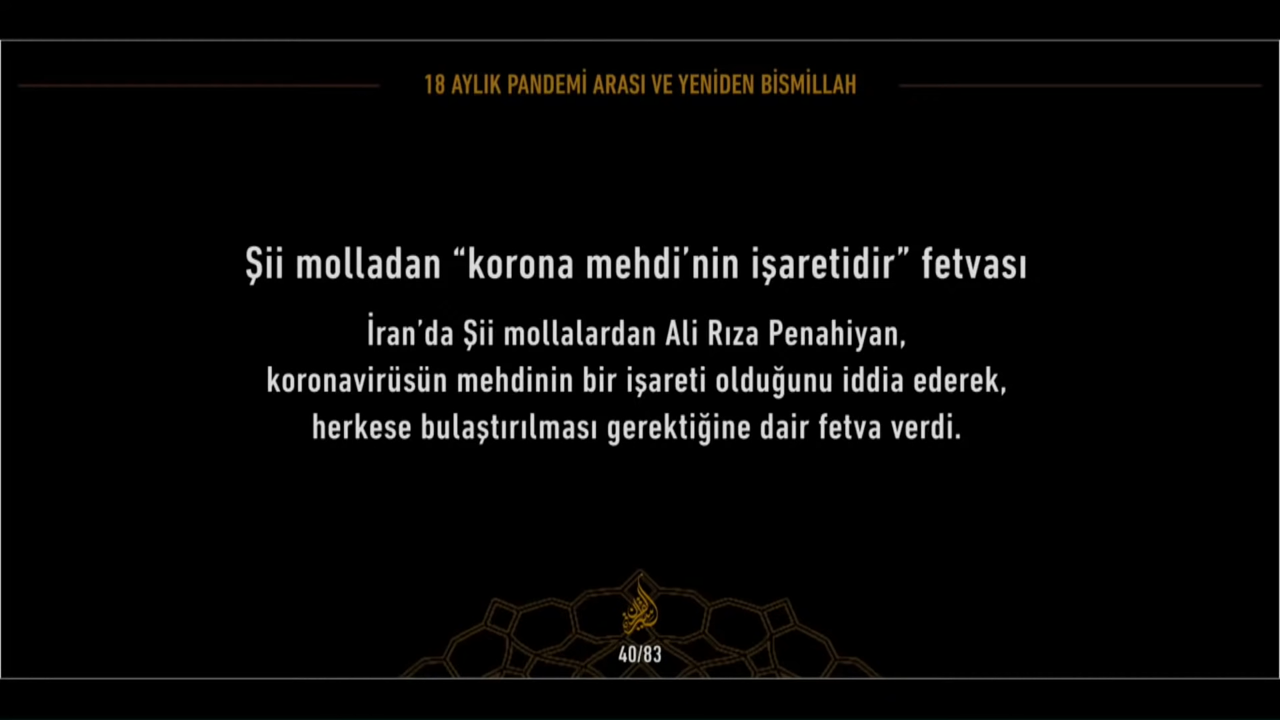 18 AYLIK PANDEMİ ARASI VE YENİDEN BİSMİLLAH
Şii molladan “korona mehdi’nin işaretidir” fetvası
İran’da Şii mollalardan Ali Rıza Penahiyan,
koronavirüsün mehdinin bir işareti olduğunu iddia ederek,
herkese bulaştırılması gerektiğine dair fetva verdi.
40/83